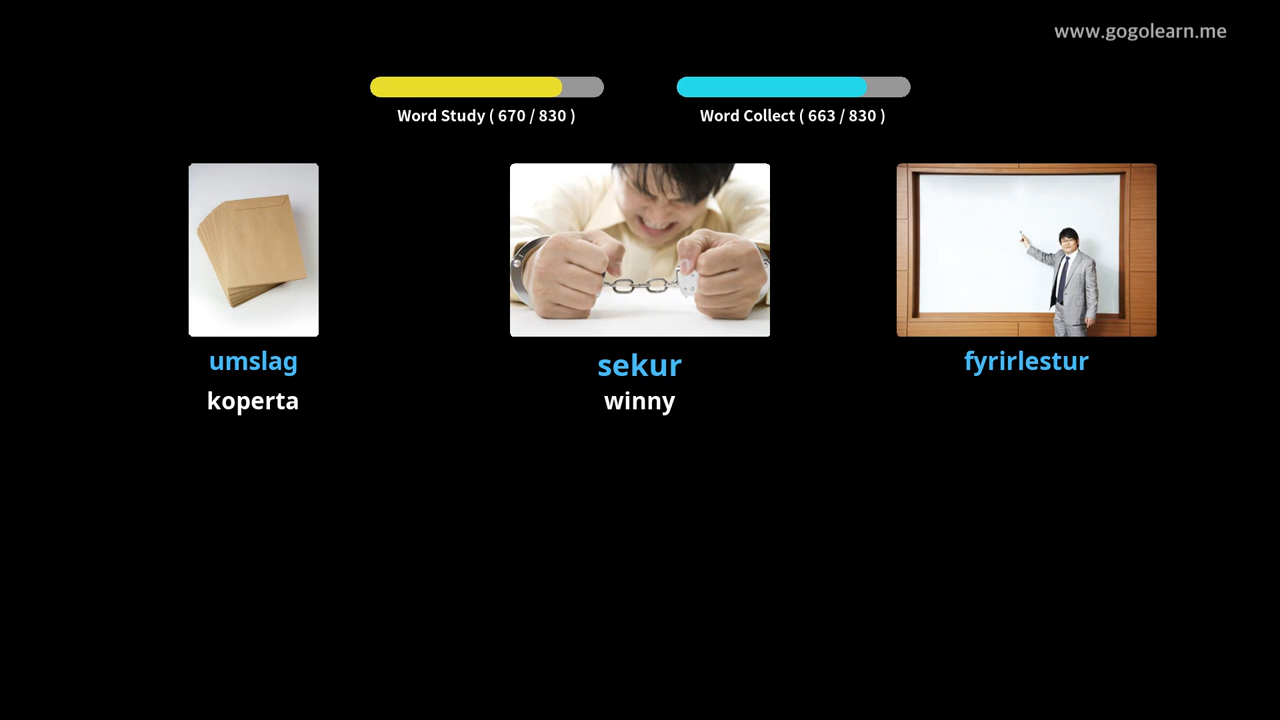 www.gogolearn.me
Word Study ( 670 / 830 )
Word Collect ( 663 / 830 )
umslag
koperta
sekur
winny
fyrirlestur